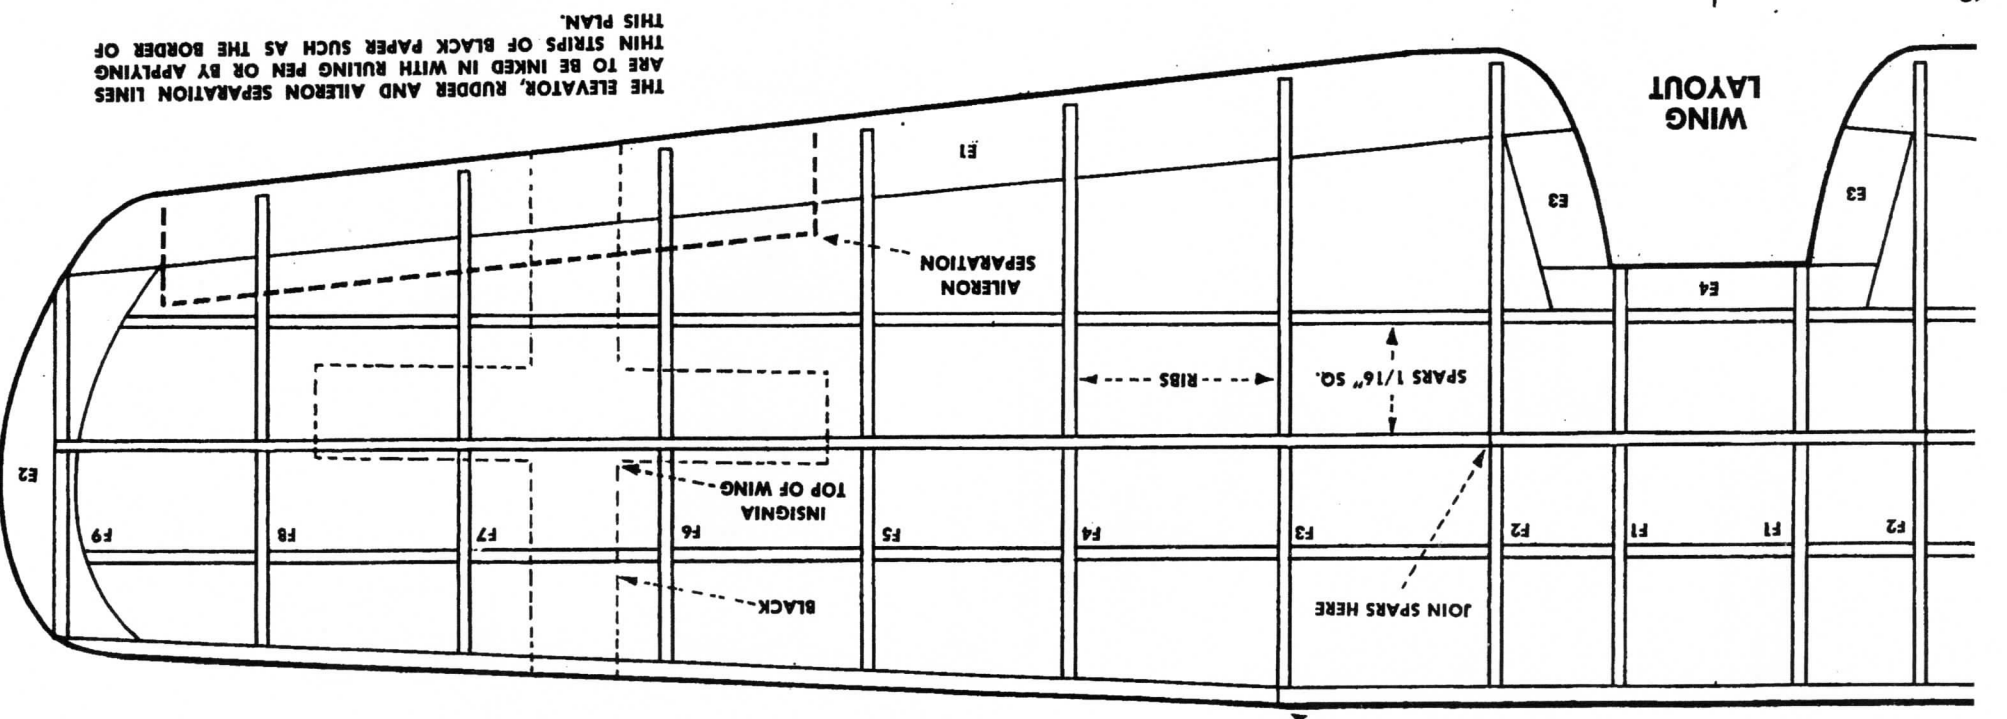 JOIN SPARS HERE
BLACK
F2
F1
F1
F2
F3
F4
F5
F6
F7
F8
F9
INSIGNIA
TOP OF WING
E2
SPARS 1/16" SQ.
RIBS
E4
AILERON
SEPARATION
E3
E3
E1
WING
LAYOUT
THE ELEVATOR, RUDDER AND AILERON SEPARATION LINES
ARE TO BE INKED IN WITH RULING PEN OR BY APPLYING
THIN STRIPS OF BLACK PAPER SUCH AS THE BORDER OF
THIS PLAN.